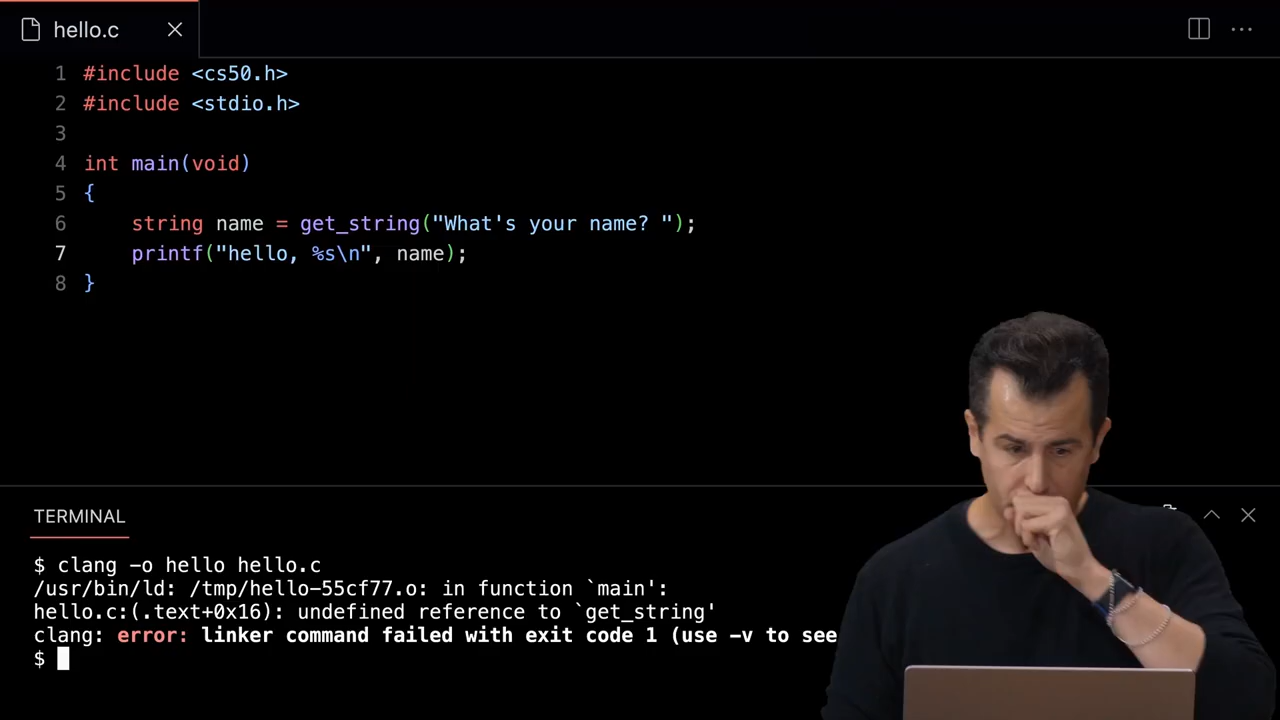 hello.c
1 #include <cs50.h>
2 #include <stdio.h>
3
4 int main(void)
5 {
6     string name = get_string("What's your name? ");
7     printf("hello, %s\n", name);
8 }
TERMINAL
$ clang -o hello hello.c
/usr/bin/ld: /tmp/hello-55cf77.o: in function `main':
hello.c:(.text+0x16): undefined reference to `get_string'
clang: error: linker command failed with exit code 1 (use -v to see
$